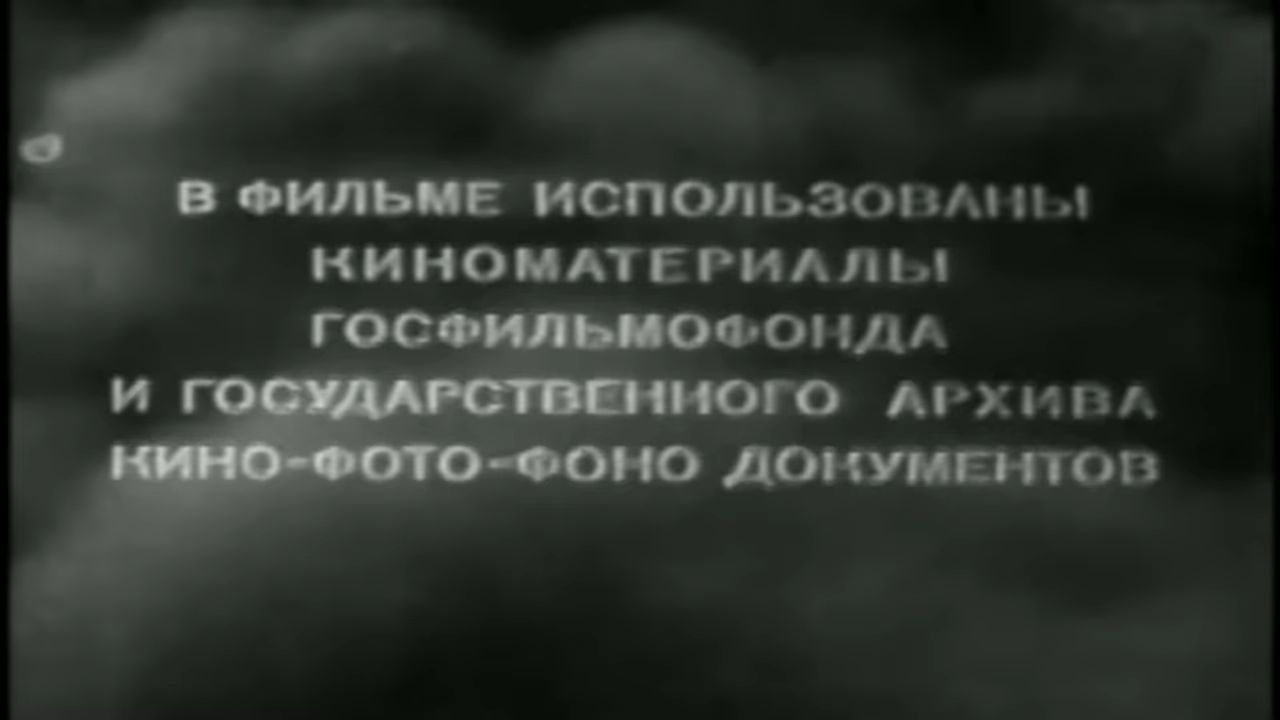 В ФИЛЬМЕ ИСПОЛЬЗОВАНЫ
КИНОМАТЕРИАЛЫ
ГОСФИЛЬМОФОНДА
И ГОСУДАРСТВЕННОГО АРХИВА
КИНО-ФОТО-ФОНО ДОКУМЕНТОВ